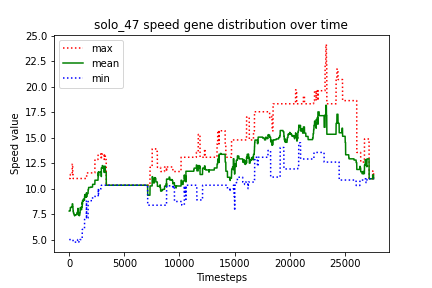 solo_47 speed gene distribution over time
max
mean
min
Speed value
25.0
22.5
20.0
17.5
15.0
12.5
10.0
7.5
5.0
0
5000
10000
15000
20000
25000
Timesteps